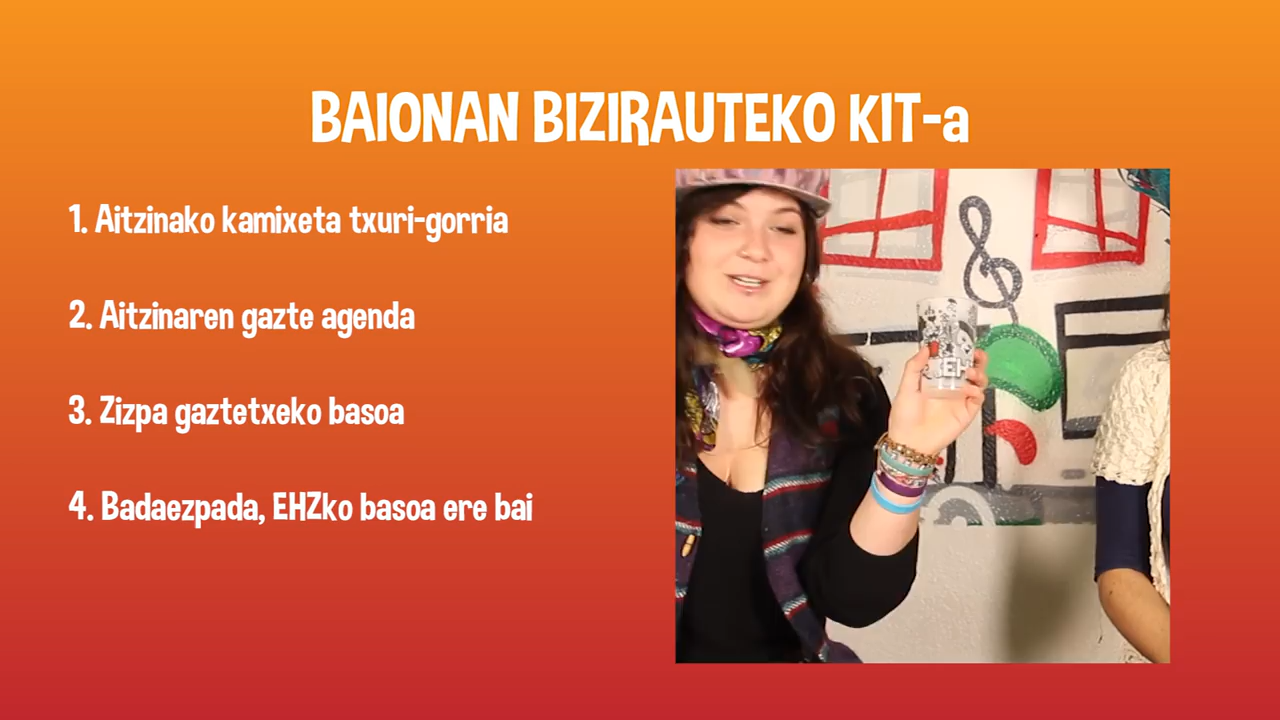 BAIONAN BIZIRAUTEKO KIT-a
1. Aitzinako kamixeta txuri-gorria
2. Aitzinaren gazte agenda
3. Zizpa gaztetxeko basoa
4. Badaezpada, EHZko basoa ere bai
EH